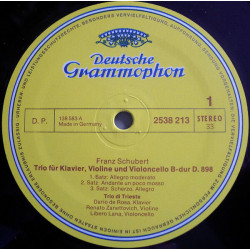 Deutsche
Grammophon
D. P.
138 583 A
Made in Germany
2538 213
1
STEREO
33
Franz Schubert
Trio für Klavier, Violine und Violoncello B-dur D. 898
1. Satz: Allegro moderato
2. Satz: Andante un poco mosso
3. Satz: Scherzo. Allegro
Trio di Trieste
Dario de Rosa, Klavier
Renato Zanettovich, Violine
Libero Lana, Violoncello